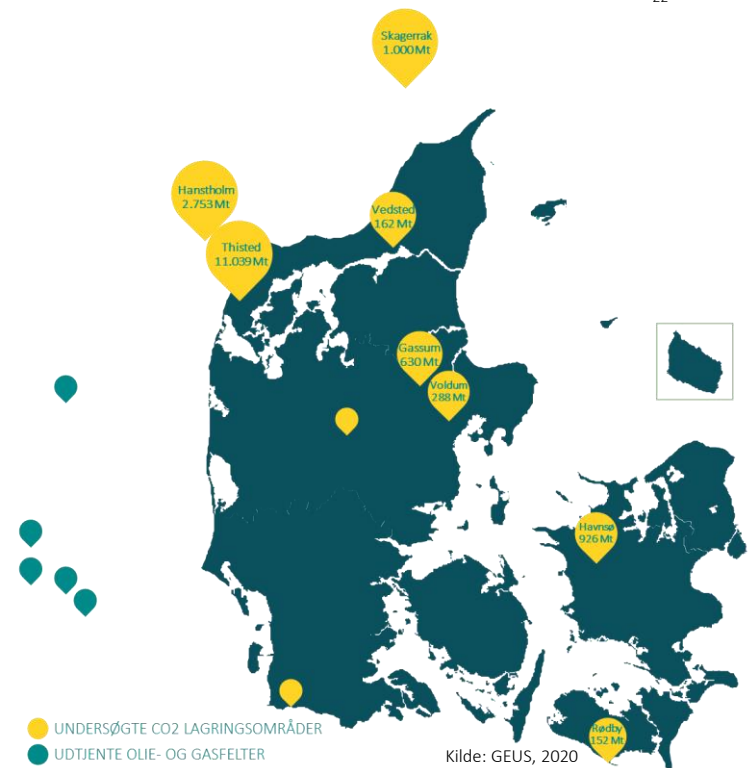 22
Skagerrak
1.000 Mt
Hanstholm
2.753 Mt
Vedsted
162 Mt
Thisted
11.039 Mt
Gassum
630 Mt
Voldum
288 Mt
Havnsø
926 Mt
Rødby
152 Mt
UNDERSØGTE CO2 LAGRINGSOMRÅDER
UDTJENTE OLIE- OG GASFELTER
Kilde: GEUS, 2020